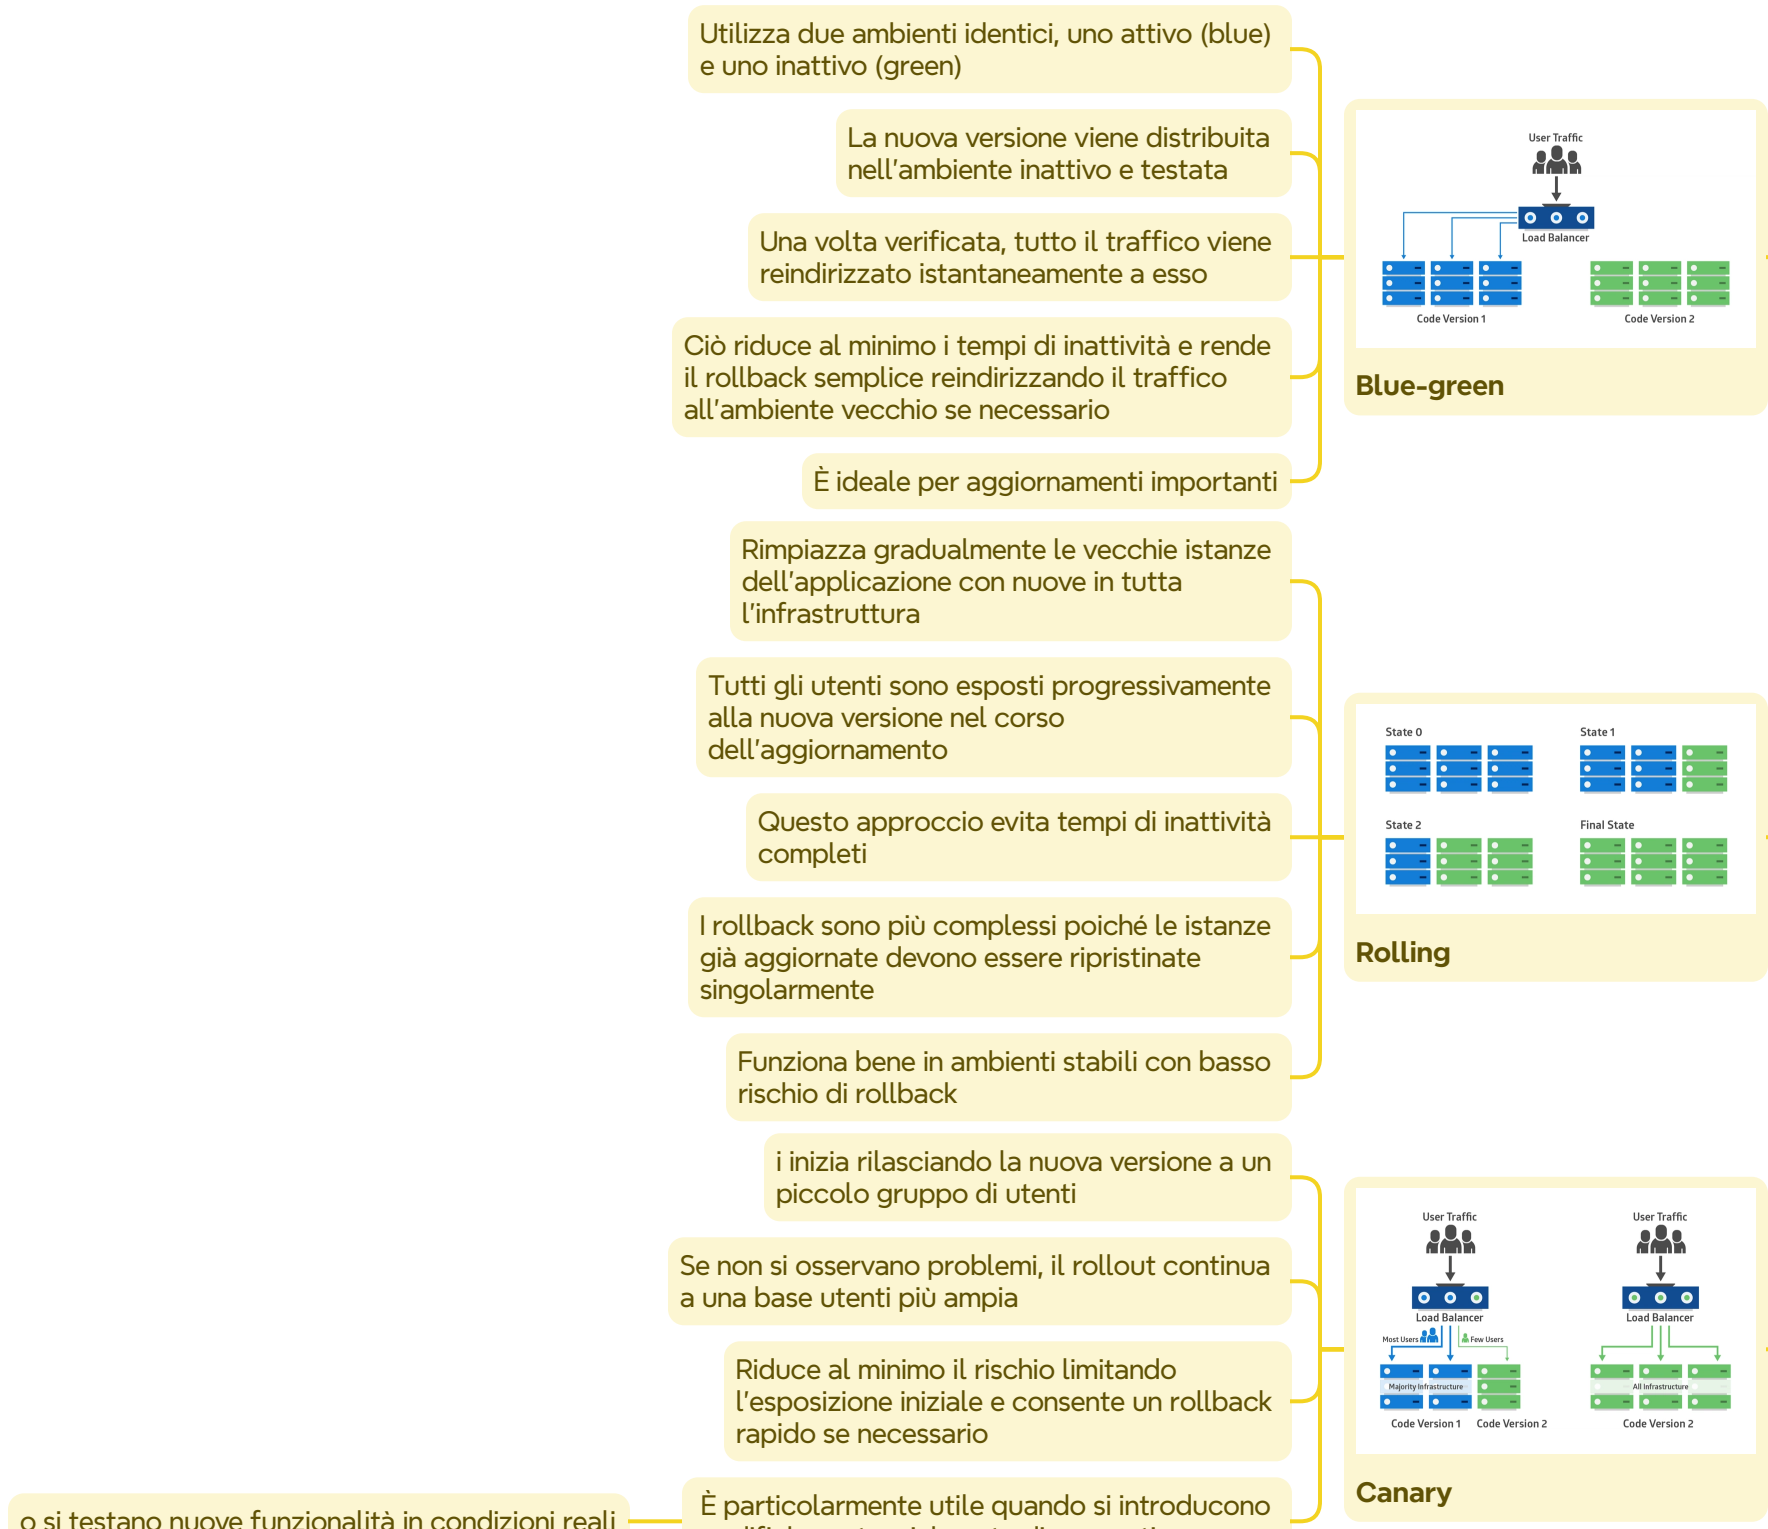 Utilizza due ambienti identici, uno attivo (blue)
e uno inattivo (green)
La nuova versione viene distribuita
nell'ambiente inattivo e testata
Una volta verificata, tutto il traffico viene
reindirizzato istantaneamente a esso
Ciò riduce al minimo i tempi di inattività e rende
il rollback semplice reindirizzando il traffico
all'ambiente vecchio se necessario
È ideale per aggiornamenti importanti
User Traffic
Load Balancer
Code Version 1
Code Version 2
Blue-green
Rimpiazza gradualmente le vecchie istanze
dell'applicazione con nuove in tutta
l'infrastruttura
Tutti gli utenti sono esposti progressivamente
alla nuova versione nel corso
dell'aggiornamento
Questo approccio evita tempi di inattività
completi
I rollback sono più complessi poiché le istanze
già aggiornate devono essere ripristinate
singolarmente
Funziona bene in ambienti stabili con basso
rischio di rollback
State 0
State 1
State 2
Final State
Rolling
i inizia rilasciando la nuova versione a un
piccolo gruppo di utenti
Se non si osservano problemi, il rollout continua
a una base utenti più ampia
Riduce al minimo il rischio limitando
l'esposizione iniziale e consente un rollback
rapido se necessario
È particolarmente utile quando si introducono
o si testano nuove funzionalità in condizioni reali
User Traffic
Load Balancer
Most Users
Few Users
Majority Infrastructure
Code Version 1
Code Version 2
User Traffic
Load Balancer
All Infrastructure
Code Version 2
Canary